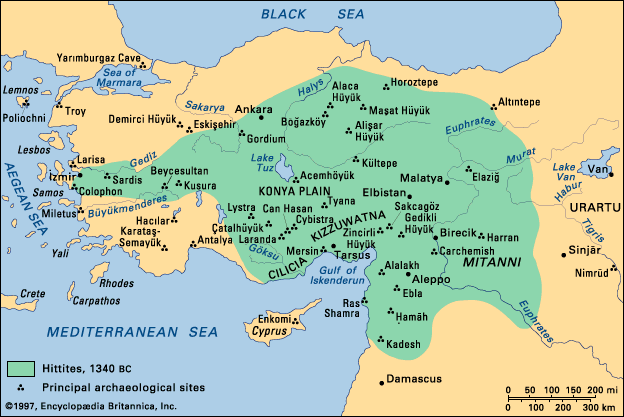 BLACK SEA
Yarımburgaz Cave
Sea of
Marmara
Lemnos
Poliochni
Troy
Sakarya
Demirci Hüyük
Eskişehir
Ankara
Gordium
Halys
Alaca
Hüyük
Boğazköy
Horoztepe
Maşat Hüyük
Alişar
Hüyük
Altıntepe
Euphrates
Murat
Lesbos
Larisa
İzmir
Gediz
Samos
Colophon
Sardis
Beycesultan
Kusura
Lake
Tuz
Acemhöyük
Kültepe
Malatya
Elazığ
Lake
Van
Van
AEGEAN SEA
Miletus
Büyükmenderes
KONYA PLAIN
Tyana
Elbistan
Habur
URARTU
Hacılar
Karataş-
Semayük
Antalya
Lystra
Can Hasan
Çatalhüyük
Cybistra
Laranda
Göksu
KIZZUWATNA
Sakcagöz
Gedikli
Hüyük
Zincirli
Hüyük
Birecik
Harran
Carchemish
MITANNI
Tigris
Sinjār
Nimrūd
Mersin
Tarsus
CILICIA
Gulf of
Iskenderun
Yali
Rhodes
Carpathos
Crete
Alalakh
Aleppo
Ebla
Ras
Shamra
Hamāh
Kadesh
Euphrates
Enkomi
Cyprus
MEDITERRANEAN SEA
Damascus
Hittites, 1340 BC
Principal archaeological sites
©1997, Encyclopædia Britannica, Inc.
0 50 100 150 200 mi
0 100 200 300 km